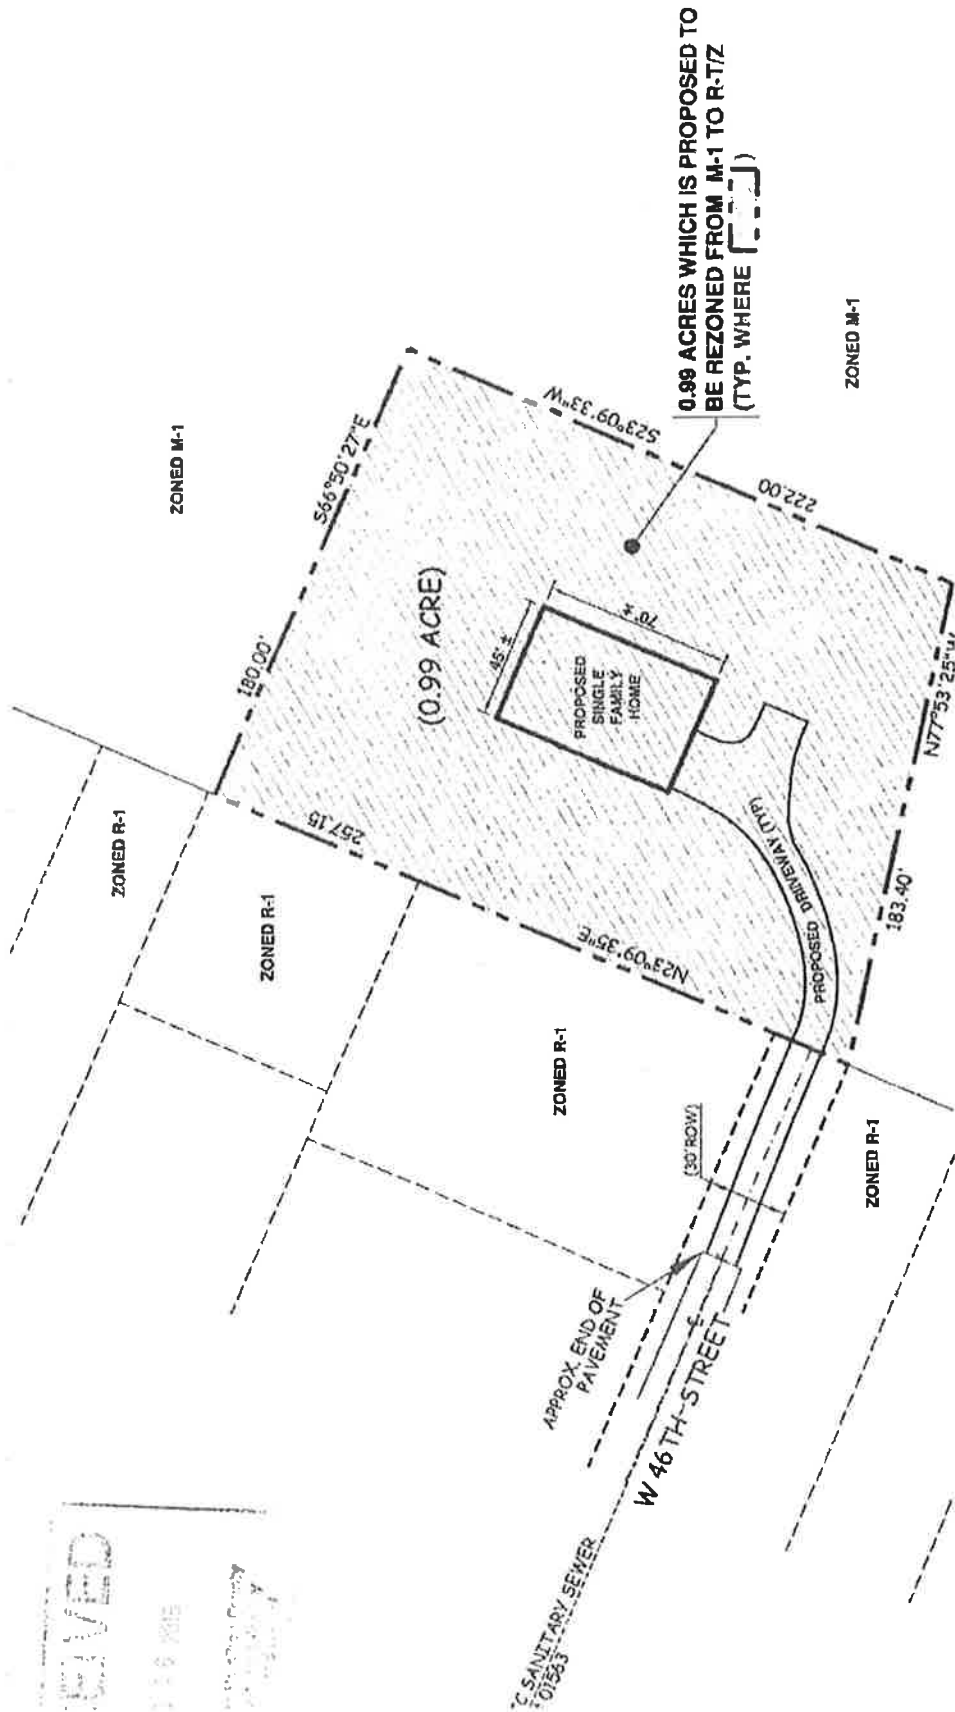 0.99 ACRES WHICH IS PROPOSED TO
BE REZONED FROM M-1 TO R-T/Z
(TYP. WHERE )
ZONED M-1
ZONED M-1
S66°50'27"E
180.00'
S23°09'33"W
222.00
(0.99 ACRE)
45' ±
70' ±
PROPOSED
SINGLE
FAMILY
HOME
ZONED R-1
ZONED R-1
257.15
N23°09'35"E
PROPOSED DRIVEWAY (TYP)
N77°53'25"W
183.40'
ZONED R-1
(30' ROW)
ZONED R-1
APPROX. END OF
PAVEMENT
W 46TH STREET
"C SANITARY SEWER
01563
EIVED